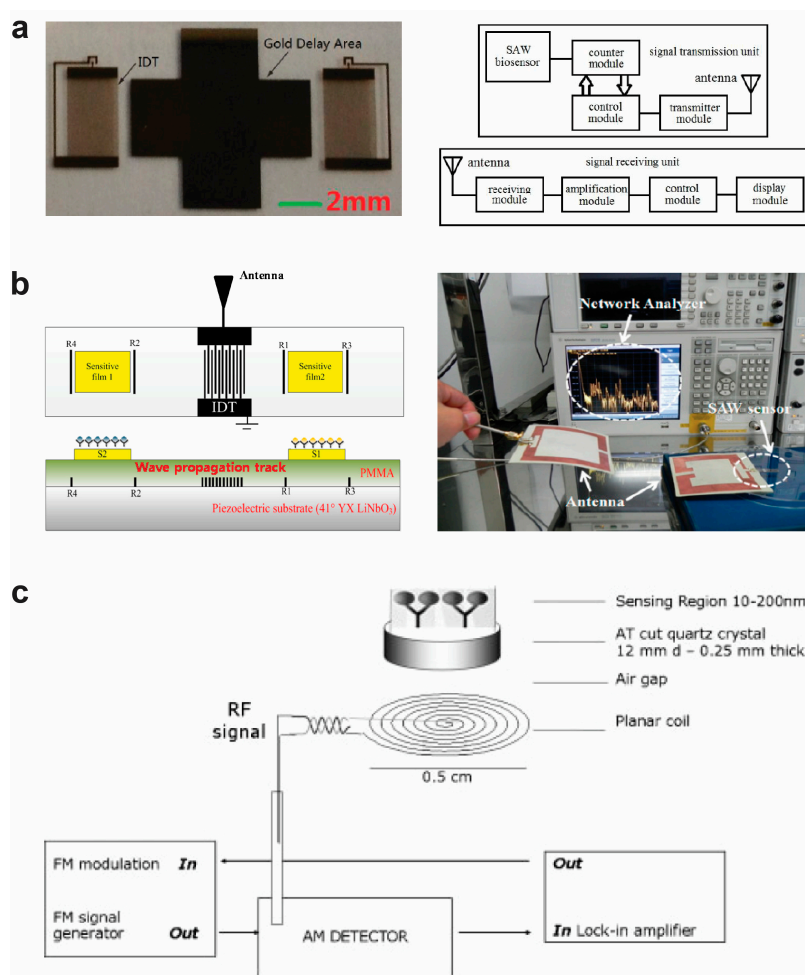 a
IDT
Gold Delay Area
2mm
SAW
biosensor
counter
module
signal transmission unit
antenna
control
module
transmitter
module
antenna
signal receiving unit
receiving
module
amplification
module
control
module
display
module
b
Antenna
R4
R2
R1
R3
Sensitive
film 1
Sensitive
film2
IDT
S2
S1
Wave propagation track
PMMA
R4
R2
R1
R3
Piezoelectric substrate (41° YX LiNbO3)
Network Analyzer
SAW sensor
Antenna
c
Sensing Region 10-200nm
AT cut quartz crystal
12 mm d – 0.25 mm thick
Air gap
Planar coil
RF
signal
0.5 cm
FM modulation In
FM signal
generator Out
AM DETECTOR
Out
In Lock-in amplifier